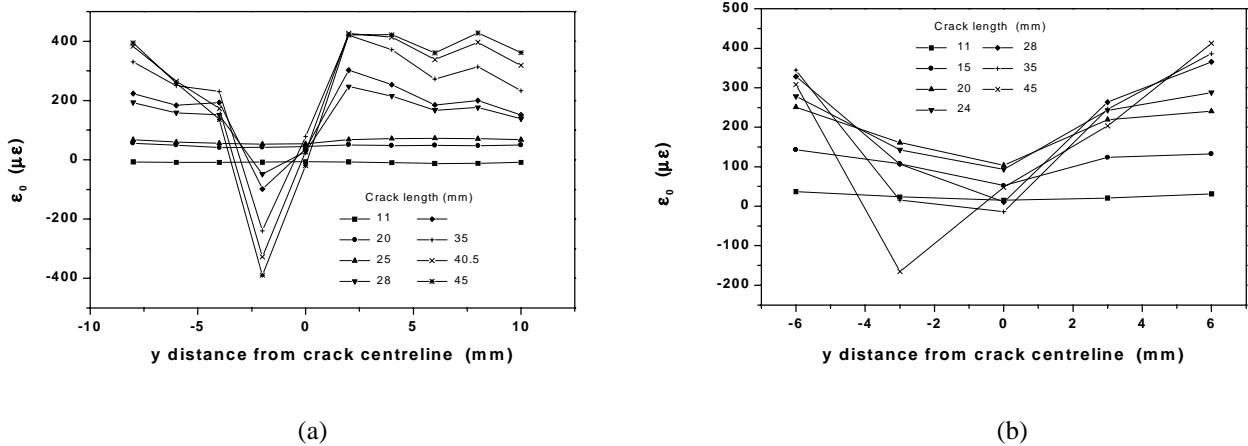 400
200
0
-200
-400
ε0 (με)
-10 -5 0 5 10
y distance from crack centreline (mm)
Crack length (mm)
11
20 35
25 40.5
28 45
(a)
500
400
300
200
100
0
-100
-200
ε0 (με)
-6 -4 -2 0 2 4 6
y distance from crack centreline (mm)
Crack length (mm)
11 28
15 35
20 45
24
(b)